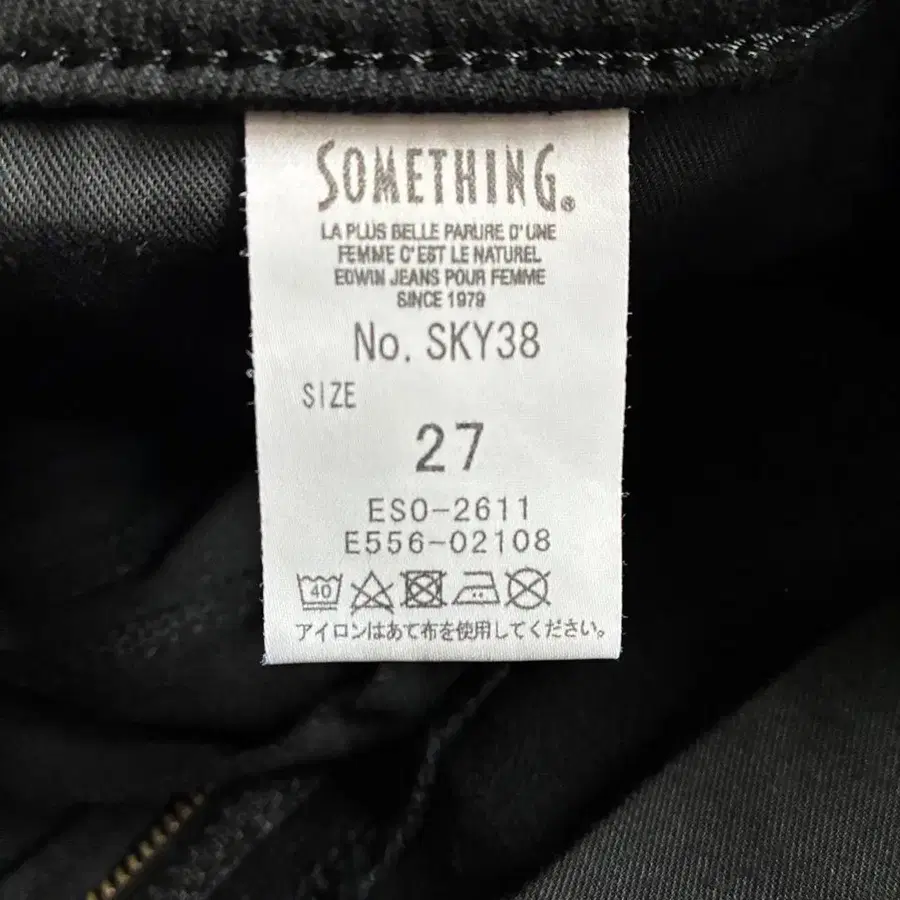 SOMETHING®
LA PLUS BELLE PARURE D'UNE
FEMME C'EST LE NATUREL
EDWIN JEANS POUR FEMME
SINCE 1979
No. SKY38
SIZE
27
ESO-2611
E556-02108
40
アイロンはあて布を使用してください。